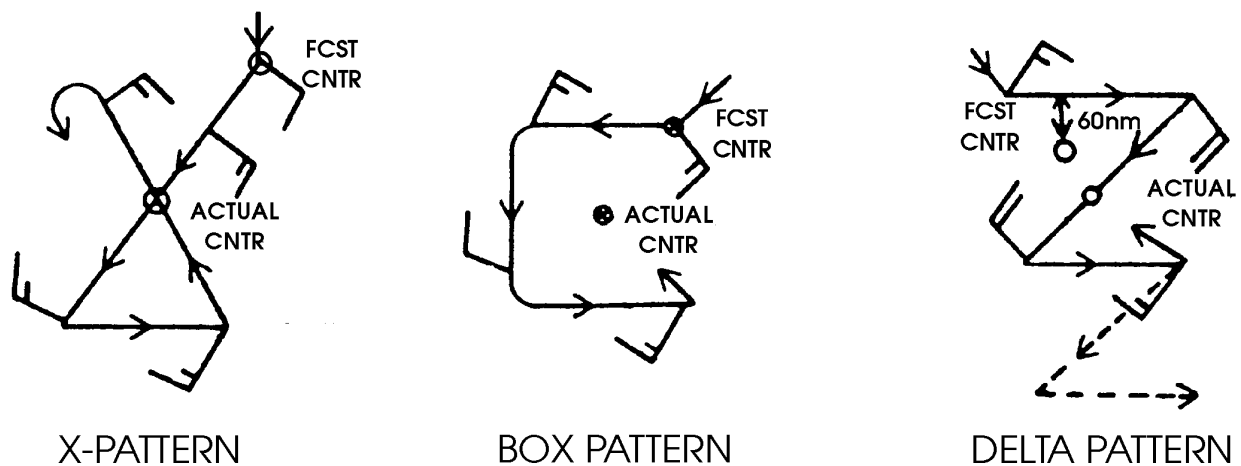 FCST
CNTR
ACTUAL
CNTR
X-PATTERN
FCST
CNTR
ACTUAL
CNTR
BOX PATTERN
FCST
CNTR
60nm
ACTUAL
CNTR
DELTA PATTERN